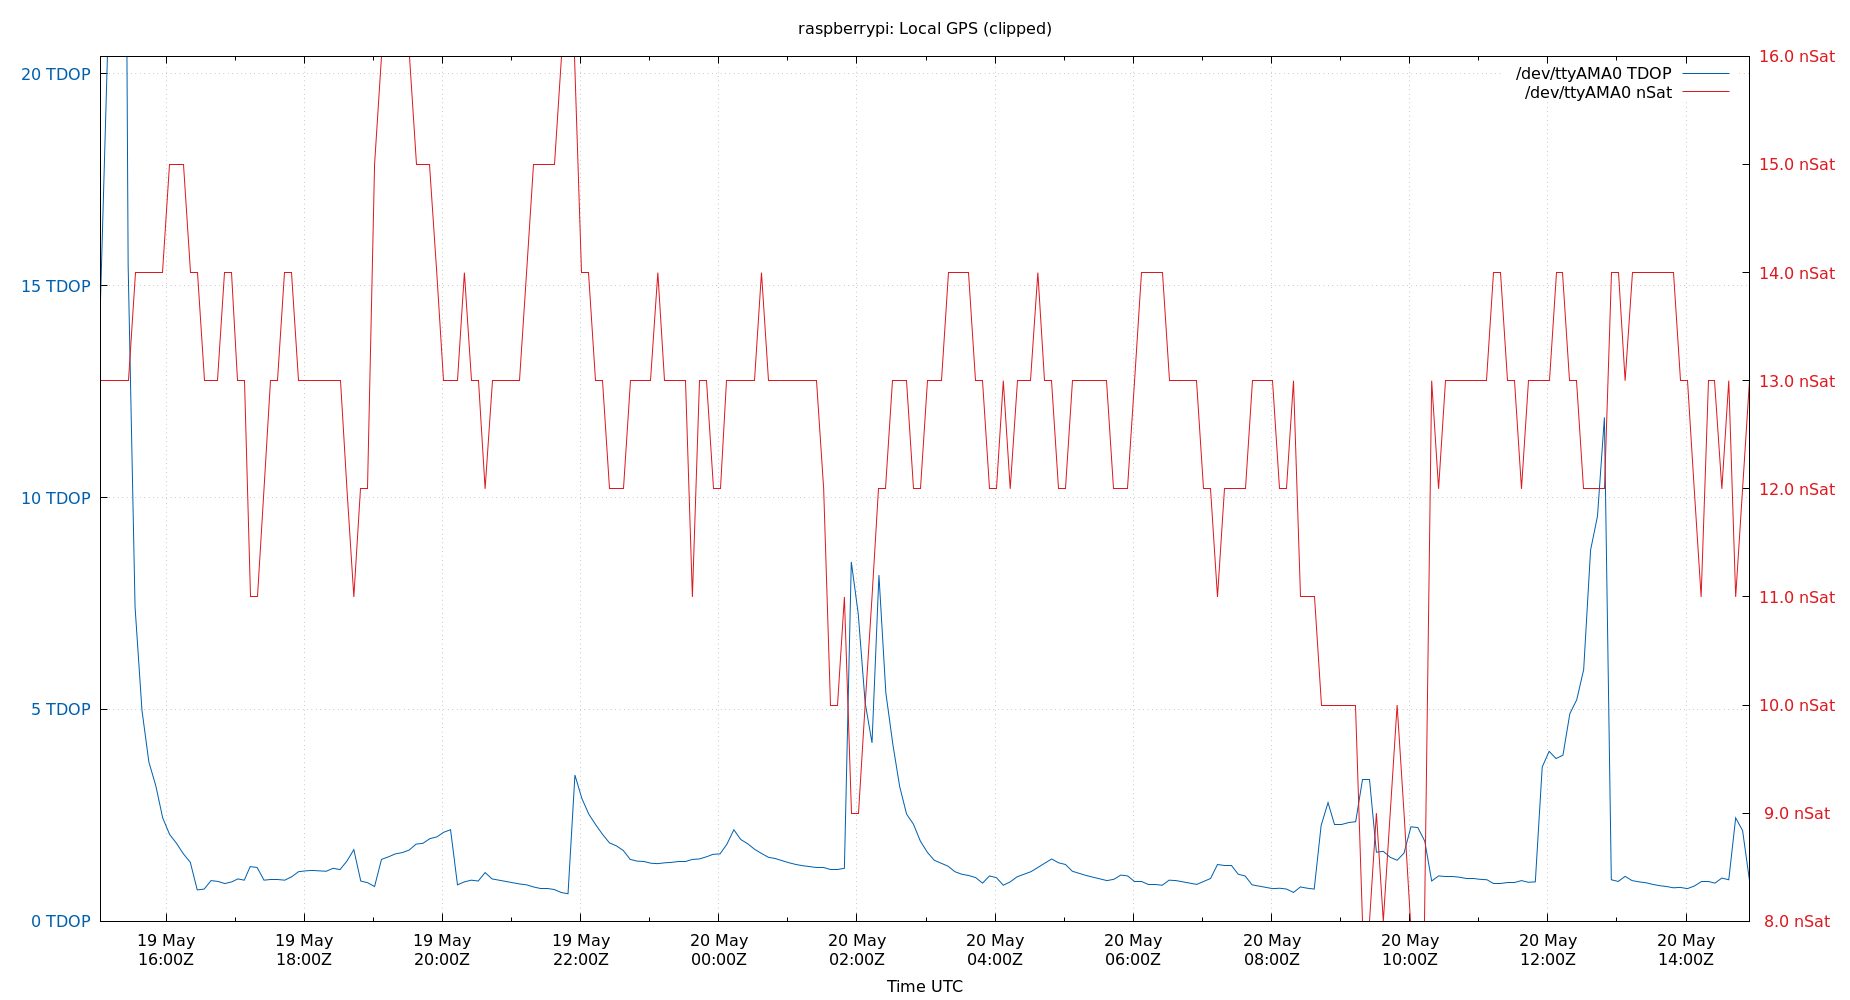 raspberrypi: Local GPS (clipped)
20 TDOP
15 TDOP
10 TDOP
5 TDOP
0 TDOP
16.0 nSat
15.0 nSat
14.0 nSat
13.0 nSat
12.0 nSat
11.0 nSat
10.0 nSat
9.0 nSat
8.0 nSat
/dev/ttyAMA0 TDOP
/dev/ttyAMA0 nSat
19 May
16:00Z
19 May
18:00Z
19 May
20:00Z
19 May
22:00Z
20 May
00:00Z
20 May
02:00Z
20 May
04:00Z
20 May
06:00Z
20 May
08:00Z
20 May
10:00Z
20 May
12:00Z
20 May
14:00Z
Time UTC